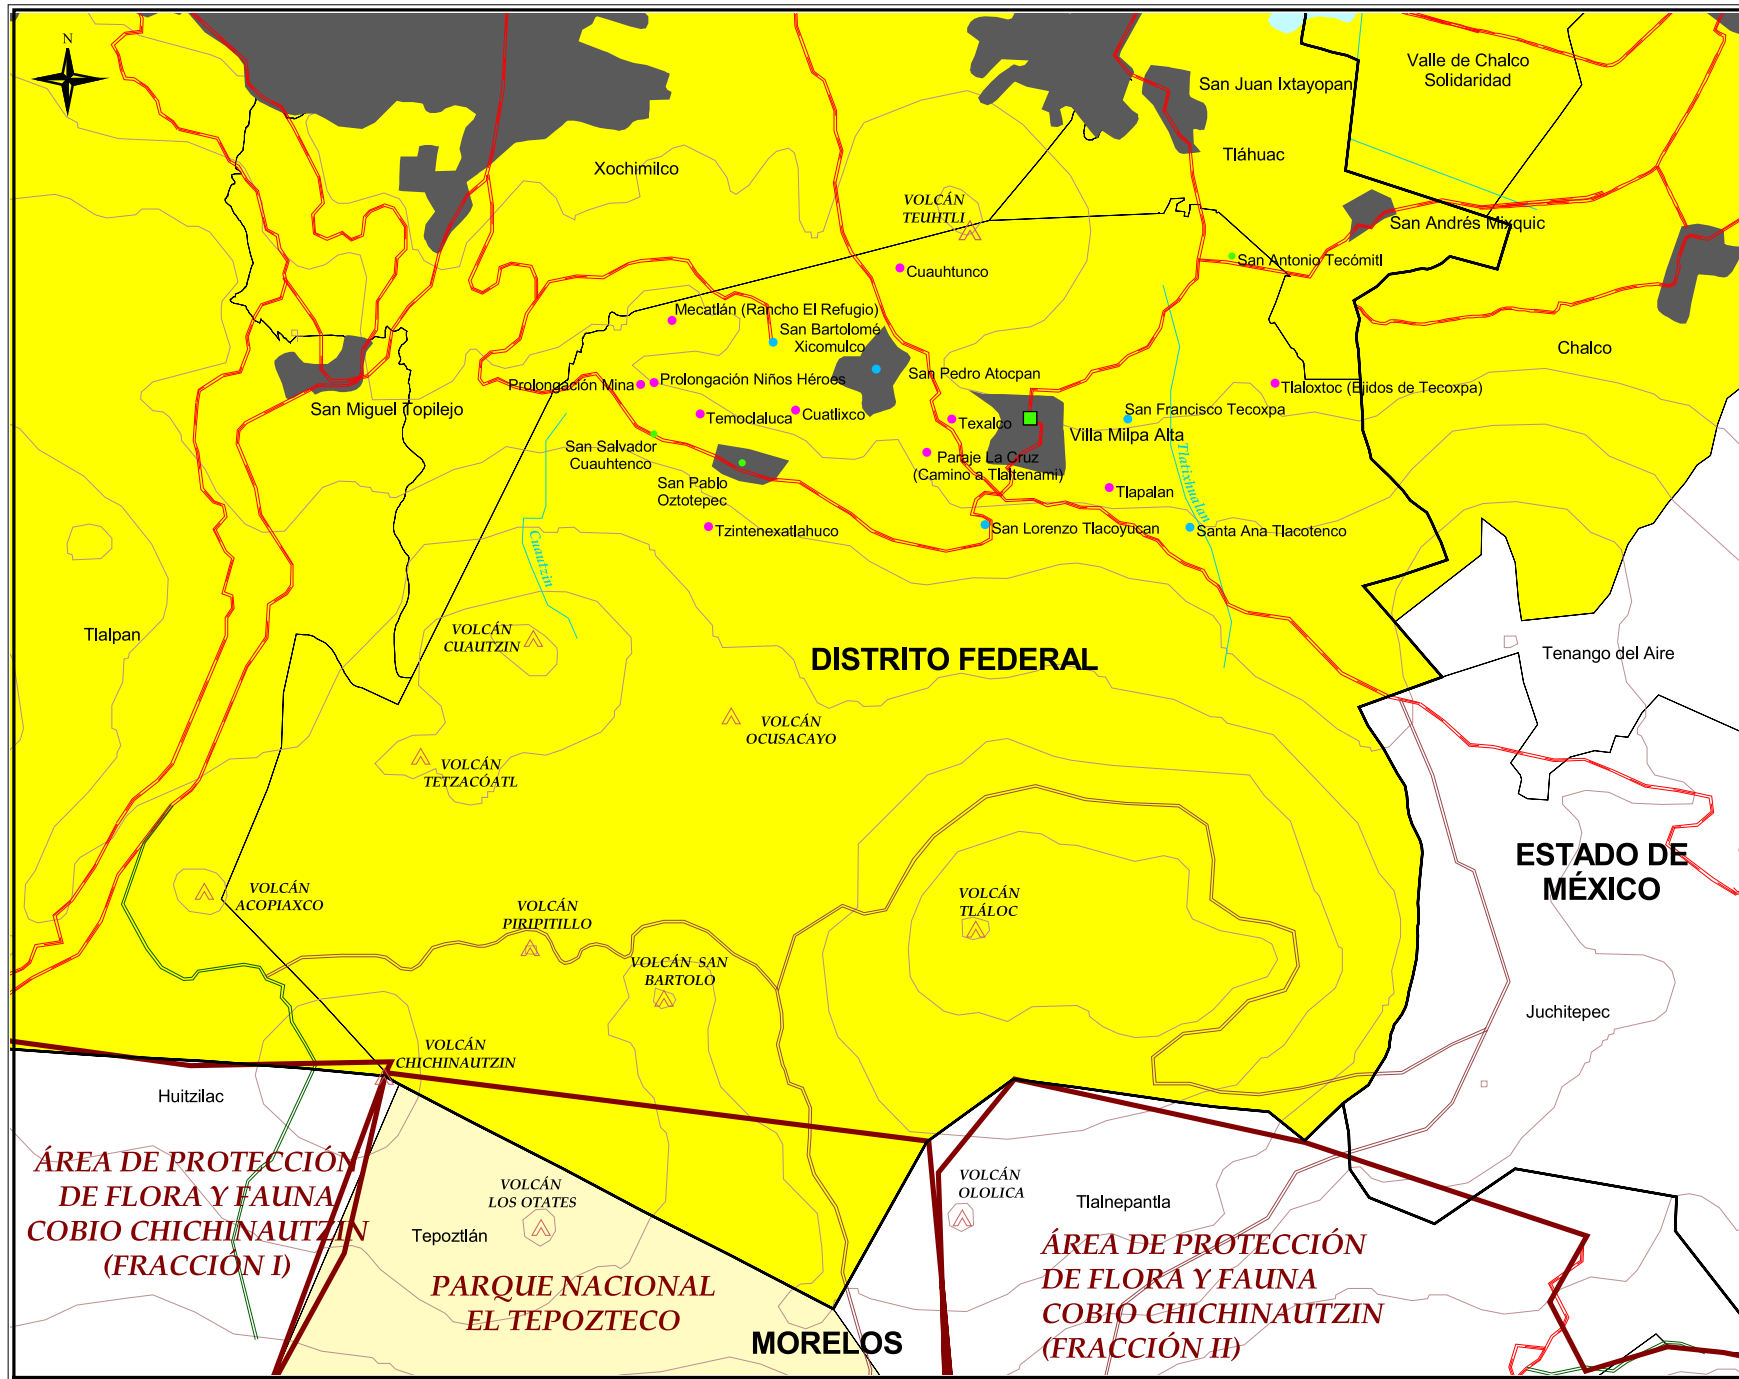 N
Valle de Chalco
Solidaridad
San Juan Ixtayopan
Tláhuac
Xochimilco
VOLCÁN
TEUHTLI
San Andrés Mixquic
San Antonio Tecómitl
Cuauhtunco
Mecatlán (Rancho El Refugio)
San Bartolomé
Xicomulco
Chalco
San Pedro Atocpan
Prolongación Mina
Prolongación Niños Héroes
Tlaloxtoc (Ejidos de Tecoxpa)
San Miguel Topilejo
Temoclaluca
Cuatlixco
San Francisco Tecoxpa
Texalco
Villa Milpa Alta
San Salvador
Cuauhtenco
Paraje La Cruz
(Camino a Tlaltenami)
San Pablo
Oztotepec
Tlatixhualan
Tlapalan
Tzintenexatlahuco
San Lorenzo Tlacoyucan
Santa Ana Tlacotenco
Cuautzin
Tlalpan
VOLCÁN
CUAUTZIN
DISTRITO FEDERAL
Tenango del Aire
VOLCÁN
OCUSACAYO
VOLCÁN
TETZACÓATL
ESTADO DE
MÉXICO
VOLCÁN
ACOPIAXCO
VOLCÁN
PIRIPITILLO
VOLCÁN
TLÁLOC
VOLCÁN SAN
BARTOLO
Juchitepec
VOLCÁN
CHICHINAUTZIN
Huitzilac
ÁREA DE PROTECCIÓN
DE FLORA Y FAUNA
COBIO CHICHINAUTZIN
(FRACCIÓN I)
VOLCÁN
LOS OTATES
Tepoztlán
VOLCÁN
OLOLICA
Tlalnepantla
ÁREA DE PROTECCIÓN
DE FLORA Y FAUNA
COBIO CHICHINAUTZIN
(FRACCIÓN II)
PARQUE NACIONAL
EL TEPOZTECO
MORELOS